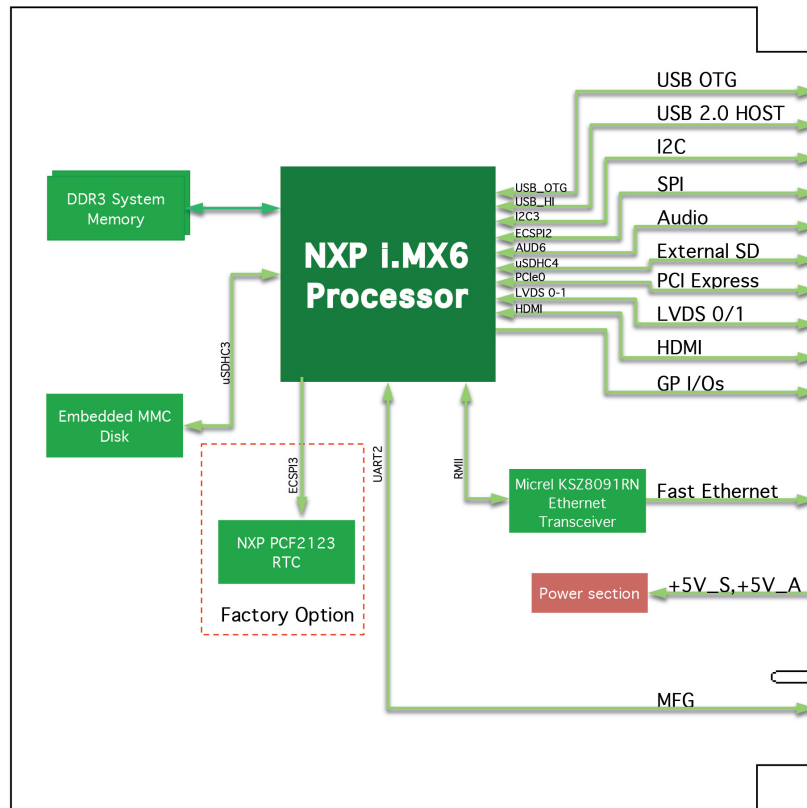 USB OTG
USB 2.0 HOST
I2C
SPI
Audio
External SD
PCI Express
LVDS 0/1
HDMI
GP I/Os
USB_OTG
USB_HI
I2C3
ECSPI2
AUD6
uSDHC4
PCIe0
LVDS 0-1
HDMI
DDR3 System
Memory
NXP i.MX6
Processor
uSDHC3
Embedded MMC
Disk
ECSPI3
UART2
RMII
Micrel KSZ8091RN
Ethernet
Transceiver
Fast Ethernet
NXP PCF2123
RTC
Factory Option
Power section
+5V_S,+5V_A
MFG